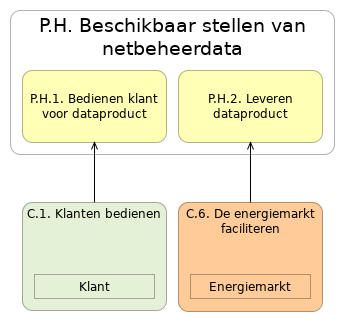 P.H. Beschikbaar stellen van
netbeheerdata
P.H.1. Bedienen klant
voor dataproduct
P.H.2. Leveren
dataproduct
C.1. Klanten bedienen
C.6. De energiemarkt
faciliteren
Klant
Energiemarkt